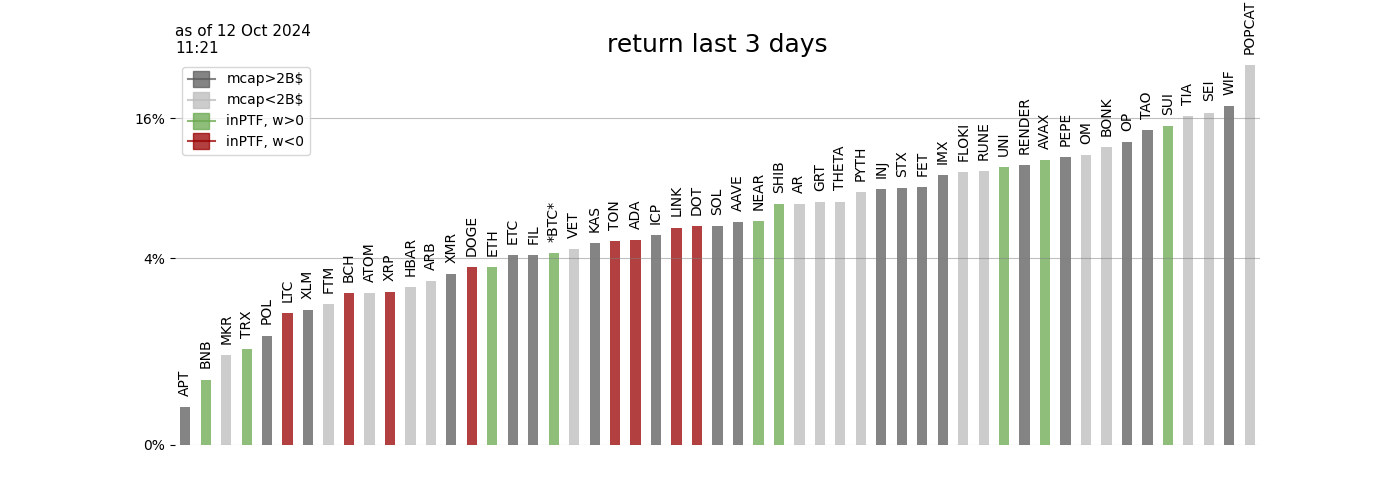 as of 12 Oct 2024
11:21
return last 3 days
mcap>2B$
mcap<2B$
inPTF, w>0
inPTF, w<0
16%
4%
0%
APT
BNB
MKR
TRX
POL
LTC
XLM
FTM
BCH
ATOM
XRP
HBAR
ARB
XMR
DOGE
ETH
ETC
FIL
*BTC*
VET
KAS
TON
ADA
ICP
LINK
DOT
SOL
AAVE
NEAR
SHIB
AR
GRT
THETA
PYTH
INJ
STX
FET
IMX
FLOKI
RUNE
UNI
RENDER
AVAX
PEPE
OM
BONK
OP
TAO
SUI
TIA
SEI
WIF
POPCAT